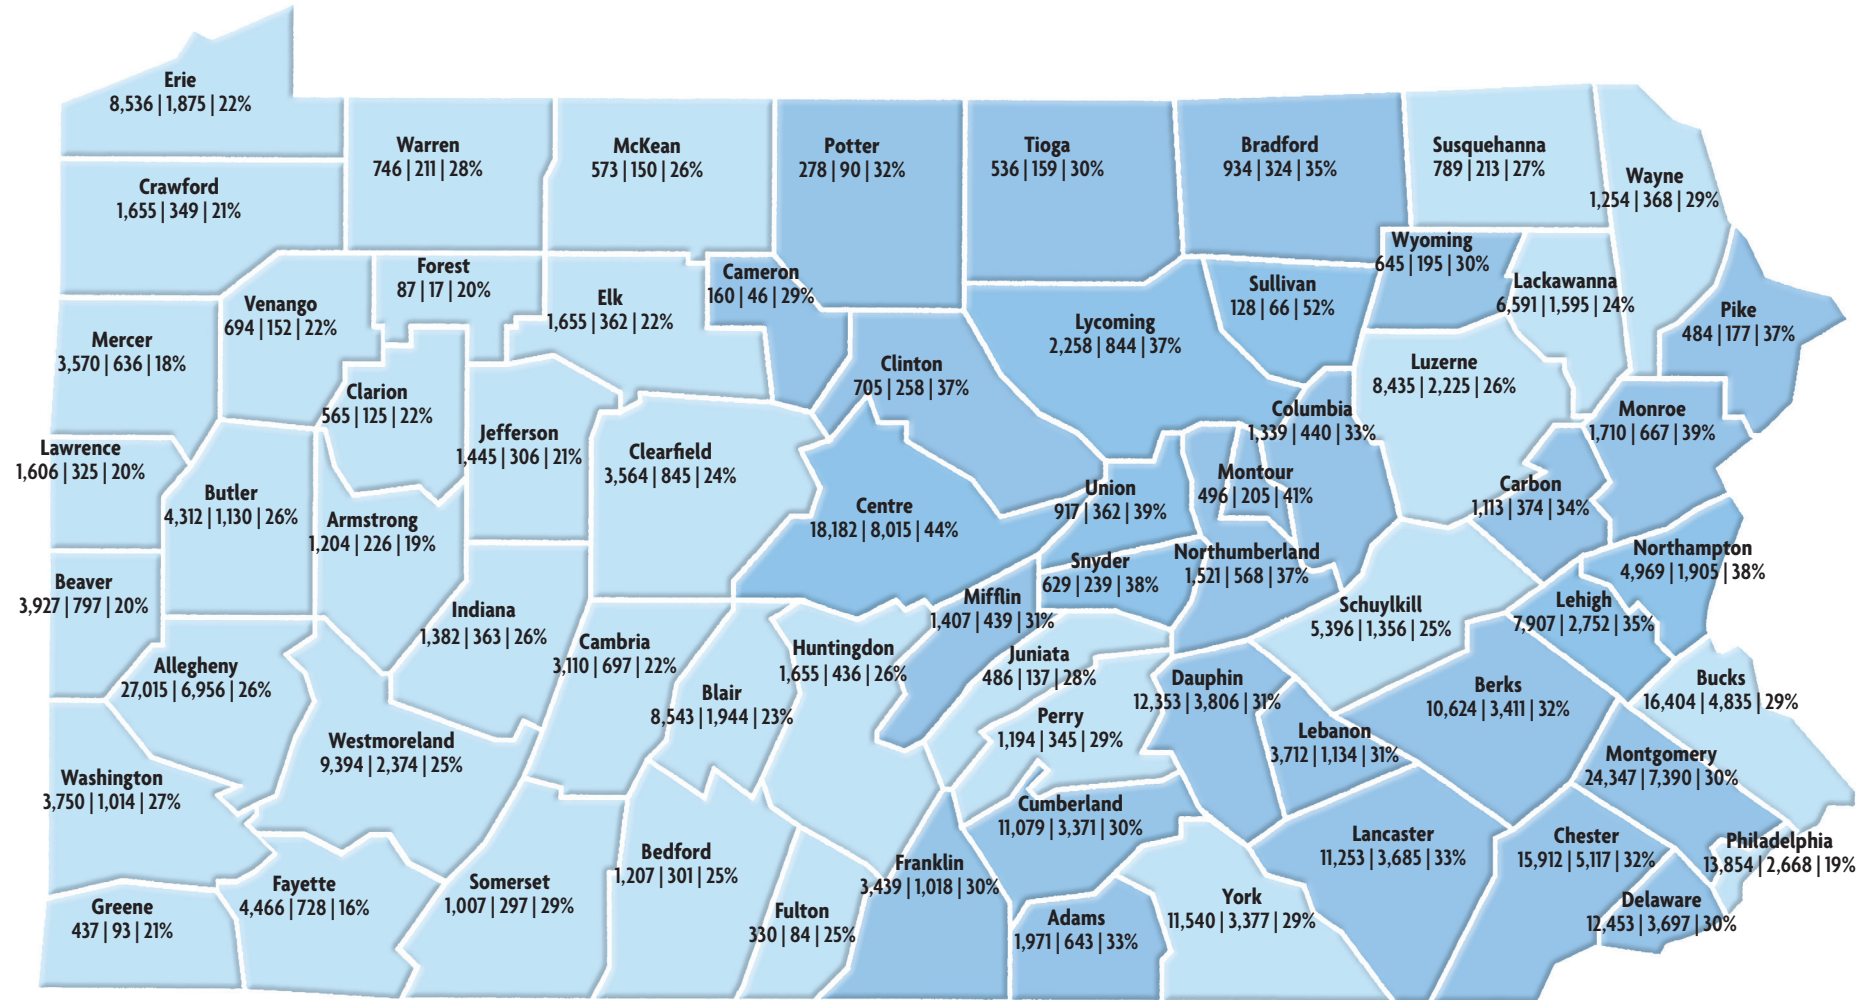 Erie
8,536 | 1,875 | 22%
Warren
746 | 211 | 28%
McKean
573 | 150 | 26%
Potter
278 | 90 | 32%
Tioga
536 | 159 | 30%
Bradford
934 | 324 | 35%
Susquehanna
789 | 213 | 27%
Wayne
1,254 | 368 | 29%
Crawford
1,655 | 349 | 21%
Forest
87 | 17 | 20%
Cameron
160 | 46 | 29%
Wyoming
645 | 195 | 30%
Lackawanna
6,591 | 1,595 | 24%
Venango
694 | 152 | 22%
Elk
1,655 | 362 | 22%
Sullivan
128 | 66 | 52%
Pike
484 | 177 | 37%
Mercer
3,570 | 636 | 18%
Lycoming
2,258 | 844 | 37%
Clinton
705 | 258 | 37%
Luzerne
8,435 | 2,225 | 26%
Clarion
565 | 125 | 22%
Columbia
1,339 | 440 | 33%
Monroe
1,710 | 667 | 39%
Jefferson
1,445 | 306 | 21%
Lawrence
1,606 | 325 | 20%
Clearfield
3,564 | 845 | 24%
Montour
496 | 205 | 41%
Carbon
1,113 | 374 | 34%
Butler
4,312 | 1,130 | 26%
Union
917 | 362 | 39%
Centre
18,182 | 8,015 | 44%
Armstrong
1,204 | 226 | 19%
Northumberland
1,521 | 568 | 37%
Northampton
4,969 | 1,905 | 38%
Snyder
629 | 239 | 38%
Beaver
3,927 | 797 | 20%
Mifflin
1,407 | 439 | 31%
Lehigh
7,907 | 2,752 | 35%
Schuylkill
5,396 | 1,356 | 25%
Indiana
1,382 | 363 | 26%
Cambria
3,110 | 697 | 22%
Huntingdon
1,655 | 436 | 26%
Juniata
486 | 137 | 28%
Allegheny
27,015 | 6,956 | 26%
Dauphin
12,353 | 3,806 | 31%
Bucks
16,404 | 4,835 | 29%
Berks
10,624 | 3,411 | 32%
Blair
8,543 | 1,944 | 23%
Perry
1,194 | 345 | 29%
Lebanon
3,712 | 1,134 | 31%
Westmoreland
9,394 | 2,374 | 25%
Montgomery
24,347 | 7,390 | 30%
Washington
3,750 | 1,014 | 27%
Cumberland
11,079 | 3,371 | 30%
Lancaster
11,253 | 3,685 | 33%
Chester
15,912 | 5,117 | 32%
Philadelphia
13,854 | 2,668 | 19%
Bedford
1,207 | 301 | 25%
Franklin
3,439 | 1,018 | 30%
Fayette
4,466 | 728 | 16%
Somerset
1,007 | 297 | 29%
York
11,540 | 3,377 | 29%
Delaware
12,453 | 3,697 | 30%
Greene
437 | 93 | 21%
Fulton
330 | 84 | 25%
Adams
1,971 | 643 | 33%